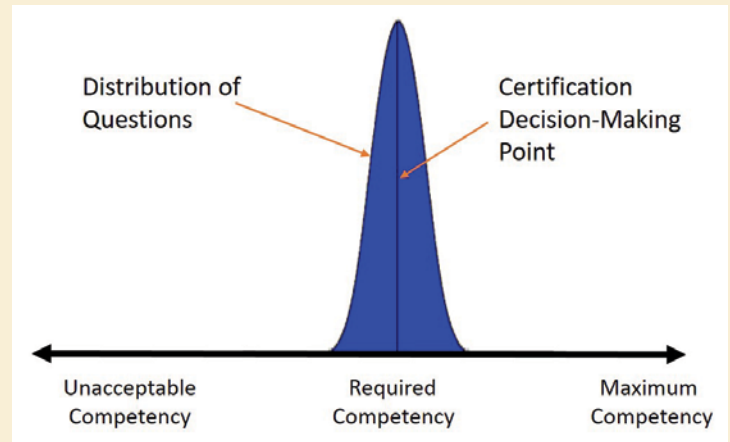 Distribution of
Questions
Certification
Decision-Making
Point
Unacceptable
Competency
Required
Competency
Maximum
Competency